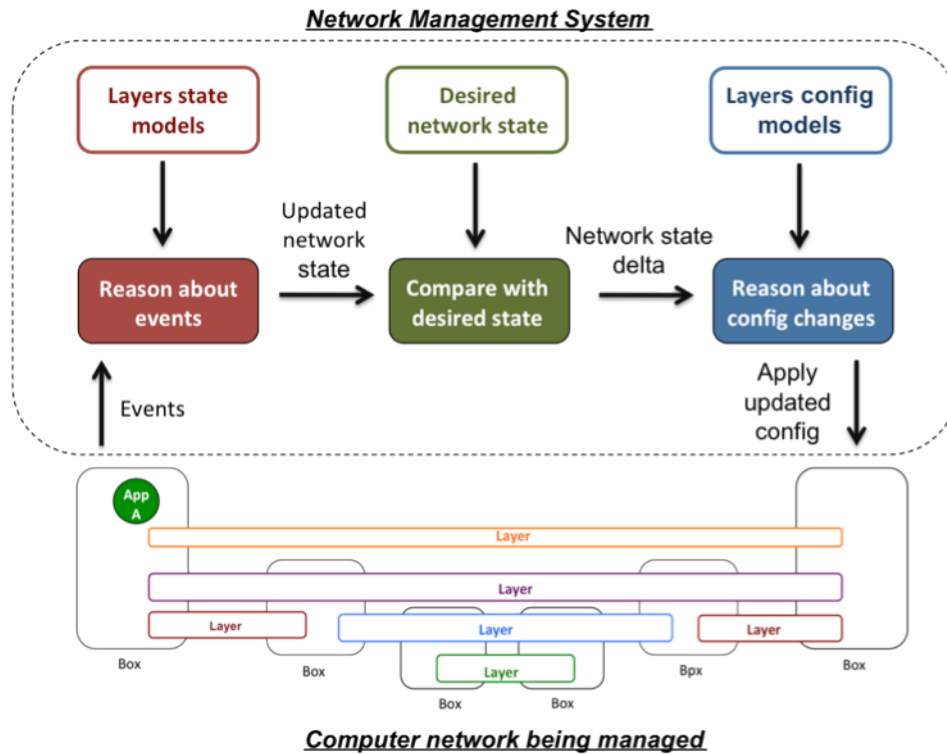 Network Management System
Layers state
models
Desired
network state
Layers config
models
Updated
network
state
Network state
delta
Reason about
events
Compare with
desired state
Reason about
config changes
Events
Apply
updated
config
App
A
Layer
Layer
Layer
Layer
Layer
Layer
Box
Box
Box
Box
Bpx
Box
Computer network being managed